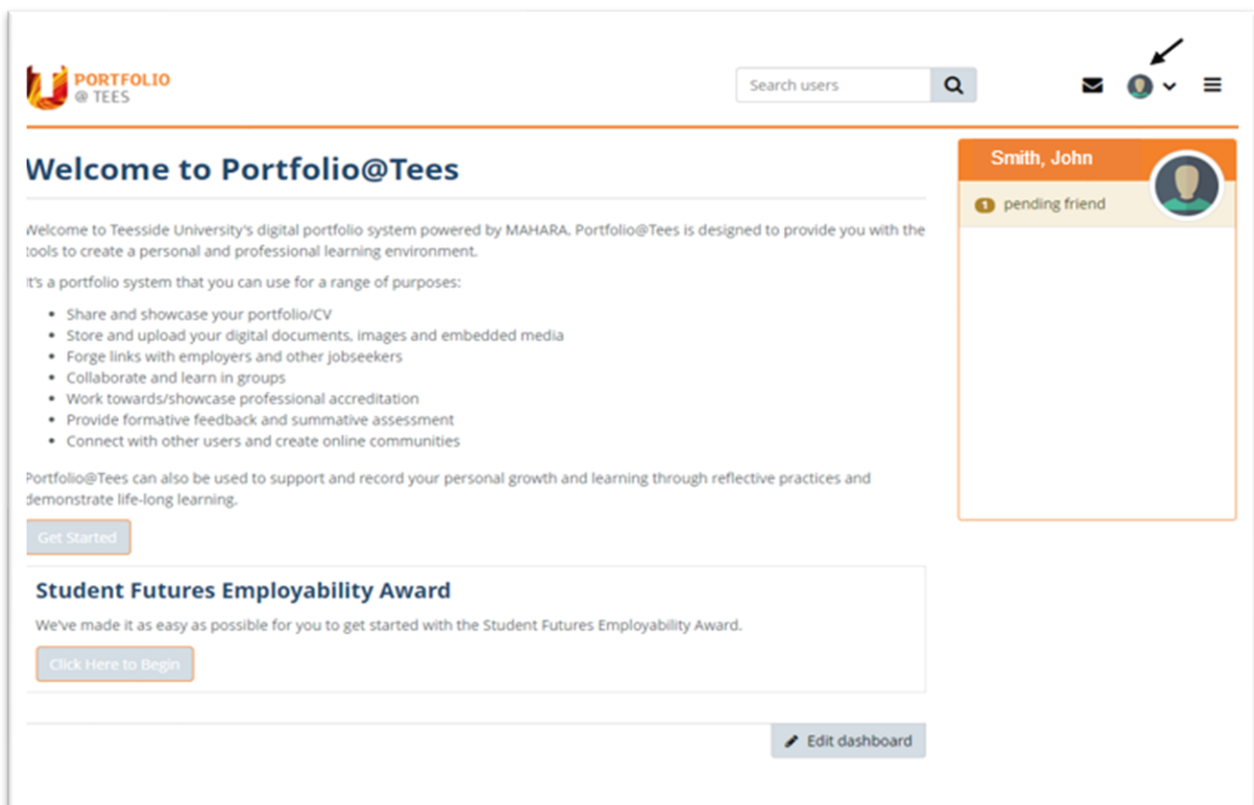 PORTFOLIO
@ TEES
Search users
Welcome to Portfolio@Tees
Smith, John
1 pending friend
Welcome to Teesside University's digital portfolio system powered by MAHARA. Portfolio@Tees is designed to provide you with the
tools to create a personal and professional learning environment.
It's a portfolio system that you can use for a range of purposes:
• Share and showcase your portfolio/CV
• Store and upload your digital documents, images and embedded media
• Forge links with employers and other jobseekers
• Collaborate and learn in groups
• Work towards/showcase professional accreditation
• Provide formative feedback and summative assessment
• Connect with other users and create online communities
Portfolio@Tees can also be used to support and record your personal growth and learning through reflective practices and
demonstrate life-long learning.
Get Started
Student Futures Employability Award
We've made it as easy as possible for you to get started with the Student Futures Employability Award.
Click Here to Begin
Edit dashboard